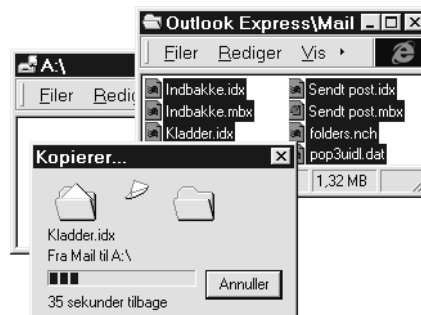 Outlook Express\Mail
Filer Rediger Vis
A:\
Filer
Indbakke.idx
Indbakke.mbx
Kladder.idx
Sendt post.idx
Sendt post.mbx
folders.nch
pop3uidl.dat
1,32 MB
Kopierer...
Kladder.idx
Fra Mail til A:\
Annuller
35 sekunder tilbage